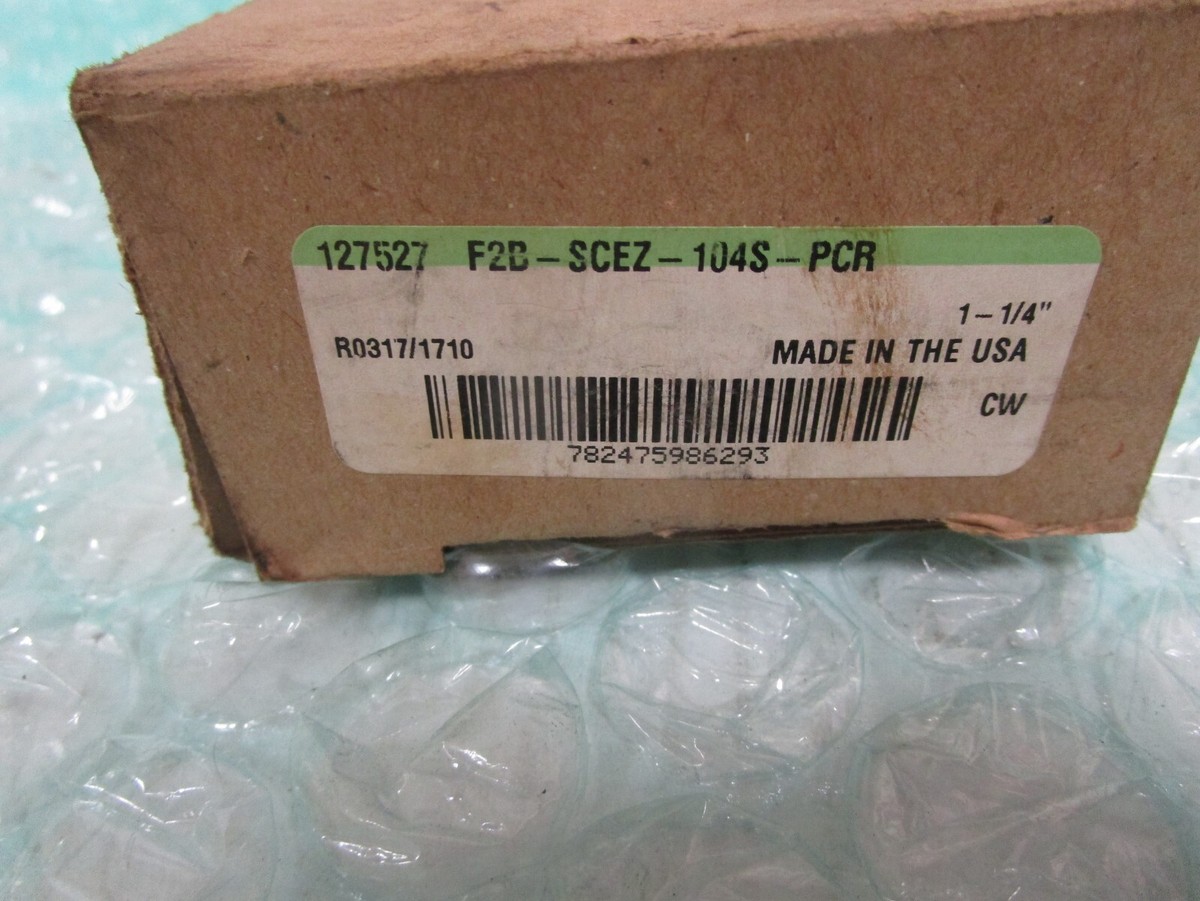 127527 F2B-SCEZ-104S-PCR
1-1/4"
R0317/1710 MADE IN THE USA
CW
782475986293